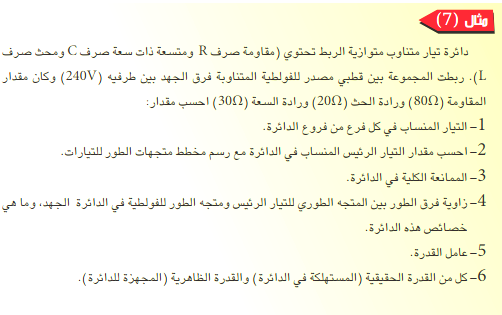 مثال (7)
دائرة تيار متناوب متوازية الربط تحتوي (مقاومة صرف R ومتسعة ذات سعة صرف C ومحث صرف
L). ربطت المجموعة بين قطبي مصدر للفولطية المتناوبة فرق الجهد بين طرفيه (240V) وكان مقدار
المقاومة (80Ω) ورادة الحث (20Ω) ورادة السعة (30Ω) احسب مقدار:
1- التيار المنساب في كل فرع من فروع الدائرة.
2- احسب مقدار التيار الرئيس المنساب في الدائرة مع رسم مخطط متجهات الطور للتيارات.
3- الممانعة الكلية في الدائرة.
4- زاوية فرق الطور بين المتجه الطوري للتيار الرئيس ومتجه الطور للفولطية في الدائرة الجهد، وما هي
خصائص هذه الدائرة.
5- عامل القدرة.
6- كل من القدرة الحقيقية (المستهلكة في الدائرة) والقدرة الظاهرية (المجهزة للدائرة).